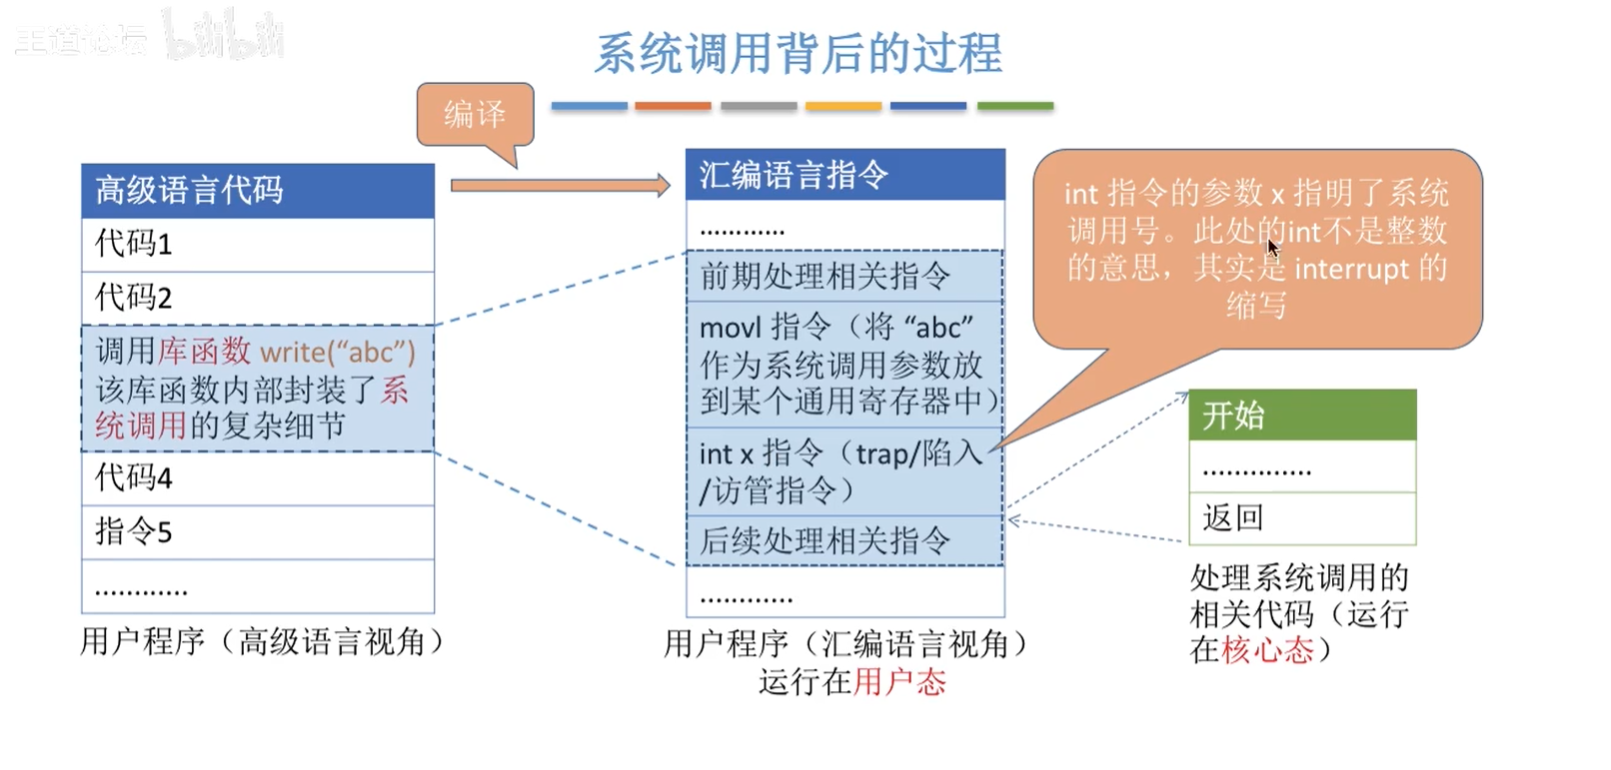 王道论坛 bilibili
系统调用背后的过程
编译
高级语言代码
代码1
代码2
调用库函数 write(“abc”)
该库函数内部封装了系
统调用的复杂细节
代码4
指令5
............
用户程序（高级语言视角）
汇编语言指令
............
前期处理相关指令
movl 指令（将 “abc”
作为系统调用参数放
到某个通用寄存器中）
int x 指令（trap/陷入
/访管指令）
后续处理相关指令
.............
用户程序（汇编语言视角）
运行在用户态
int 指令的参数 x 指明了系统
调用号。此处的int不是整数
的意思，其实是 interrupt 的
缩写
开始
..............
返回
处理系统调用的
相关代码（运行
在核心态）